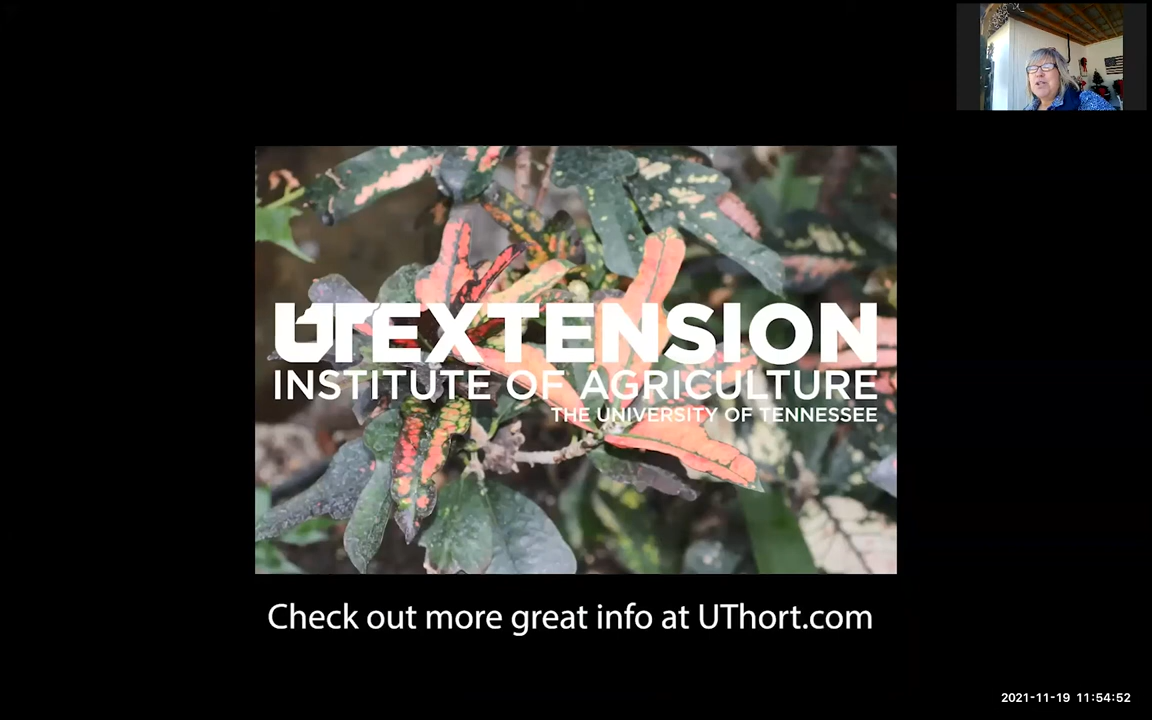 UTEXTENSION
INSTITUTE OF AGRICULTURE
THE UNIVERSITY OF TENNESSEE
Check out more great info at UThort.com
2021-11-19 11:54:52